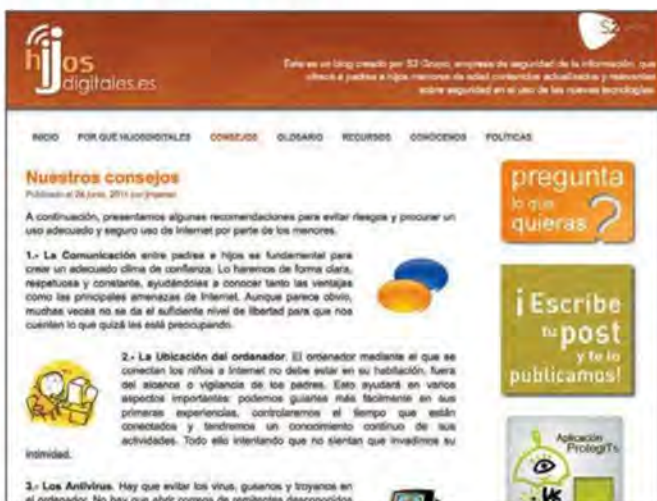 hijos
digitales.es
S2
Este es un blog creado por S2 Grupo, empresa de seguridad de la información, que
ofrece a padres e hijos menores de edad contenidos actualizados y relevantes
sobre seguridad en el uso de las nuevas tecnologías.
INICIO POR QUÉ HIJOSDIGITALES CONSEJOS GLOSARIO RECURSOS CONÓCENOS POLÍTICAS
Nuestros consejos
Publicado el 24 junio, 2011 por
A continuación, presentamos algunas recomendaciones para evitar riesgos y procurar un
uso adecuado y seguro uso de Internet por parte de los menores.
1.- La Comunicación entre padres e hijos es fundamental para
crear un adecuado clima de confianza. Lo haremos de forma clara,
respetuosa y constante, ayudándoles a conocer tanto las ventajas
como las principales amenazas de Internet. Aunque parece obvio,
muchas veces no se da el suficiente nivel de libertad para que nos
cuenten lo que quizá les está preocupando.
2.- La Ubicación del ordenador. El ordenador mediante el que se
conectan los niños a Internet no debe estar en su habitación, fuera
del alcance o vigilancia de los padres. Esto ayudará en varios
aspectos importantes: podemos guiarles más fácilmente en sus
primeras experiencias, controlaremos el tiempo que están
conectados y tendremos un conocimiento continuo de sus
actividades. Todo ello intentando que no sientan que invadimos su
intimidad.
3.- Los Antivirus. Hay que evitar los virus, gusanos y troyanos en
el ordenador. No hay que abrir correos de remitentes desconocidos
pregunta
lo que
quieras ?
¡Escribe
tu post
y te lo
publicamos!
Aplicación
ProtegITs
VS